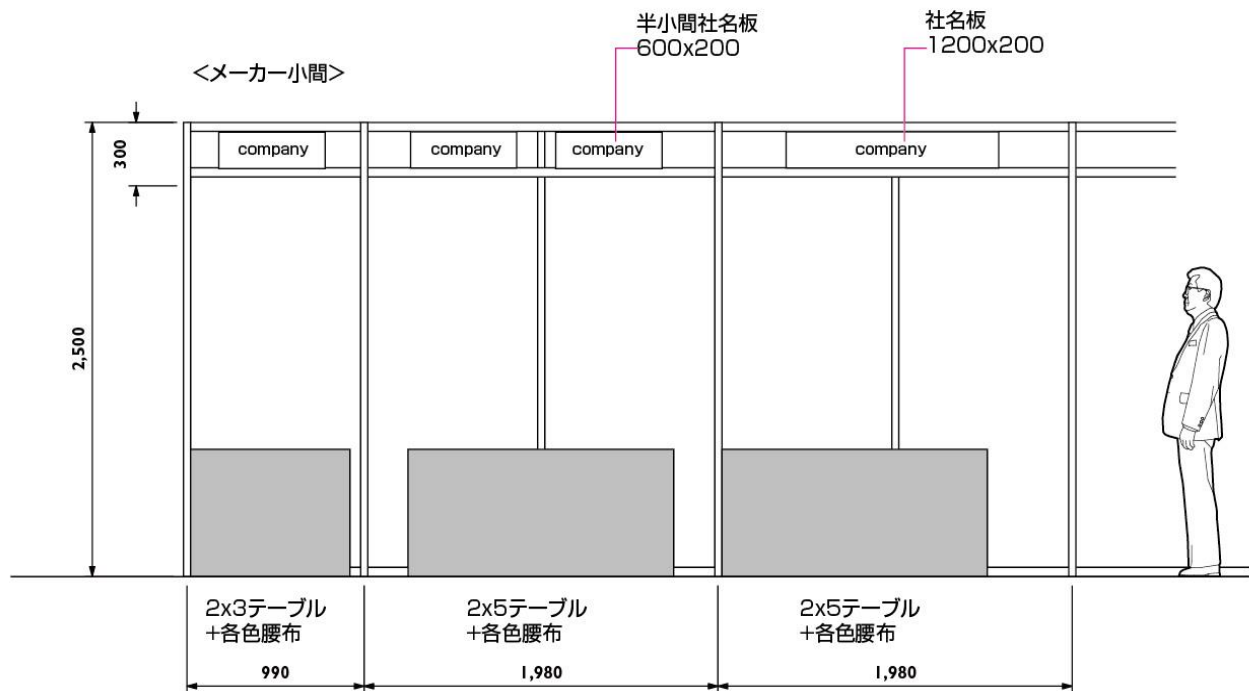 半小間社名板
600x200
社名板
1200x200
＜メーカー小間＞
300
company
company
company
company
2,500
2x3テーブル
+各色腰布
2x5テーブル
+各色腰布
2x5テーブル
+各色腰布
990
1,980
1,980